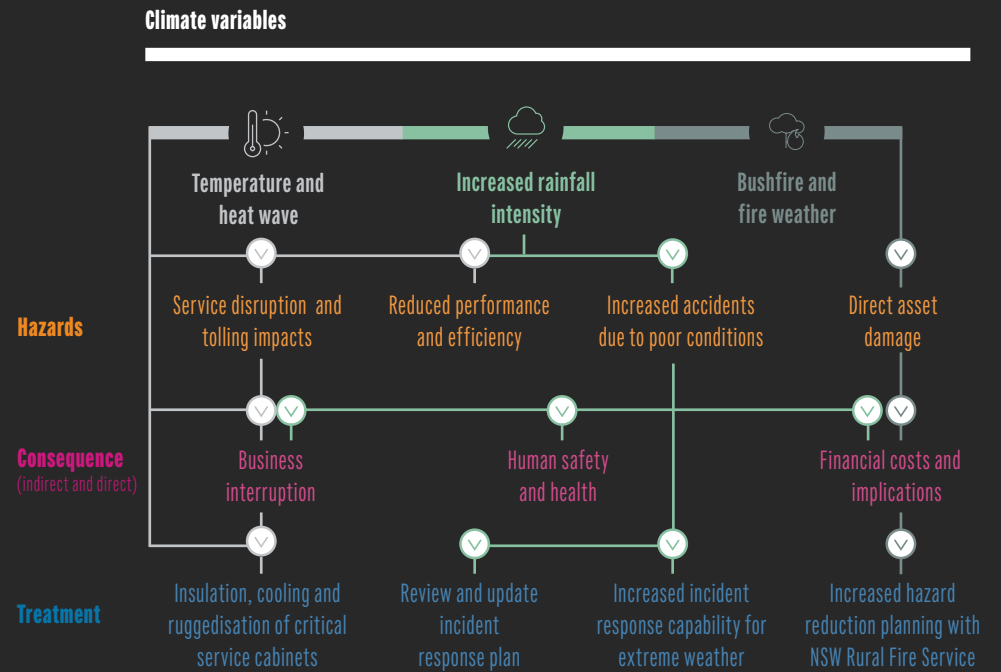 Climate variables
Temperature and
heat wave
Increased rainfall
intensity
Bushfire and
fire weather
Hazards
Service disruption and
tolling impacts
Reduced performance
and efficiency
Increased accidents
due to poor conditions
Direct asset
damage
Consequence
(indirect and direct)
Business
interruption
Human safety
and health
Financial costs and
implications
Treatment
Insulation, cooling and
ruggedisation of critical
service cabinets
Review and update
incident
response plan
Increased incident
response capability for
extreme weather
Increased hazard
reduction planning with
NSW Rural Fire Service